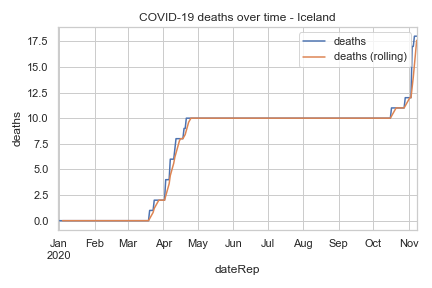 COVID-19 deaths over time - Iceland
deaths
deaths (rolling)
17.5
15.0
12.5
10.0
7.5
5.0
2.5
0.0
deaths
Jan Feb Mar Apr May Jun Jul Aug Sep Oct Nov
2020
dateRep